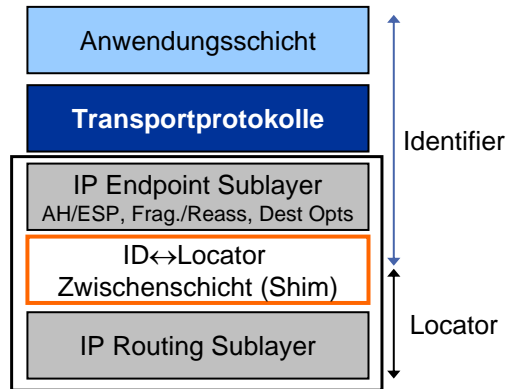 Anwendungsschicht
Transportprotokolle
Identifier
IP Endpoint Sublayer
AH/ESP, Frag./Reass, Dest Opts
ID↔Locator
Zwischenschicht (Shim)
Locator
IP Routing Sublayer